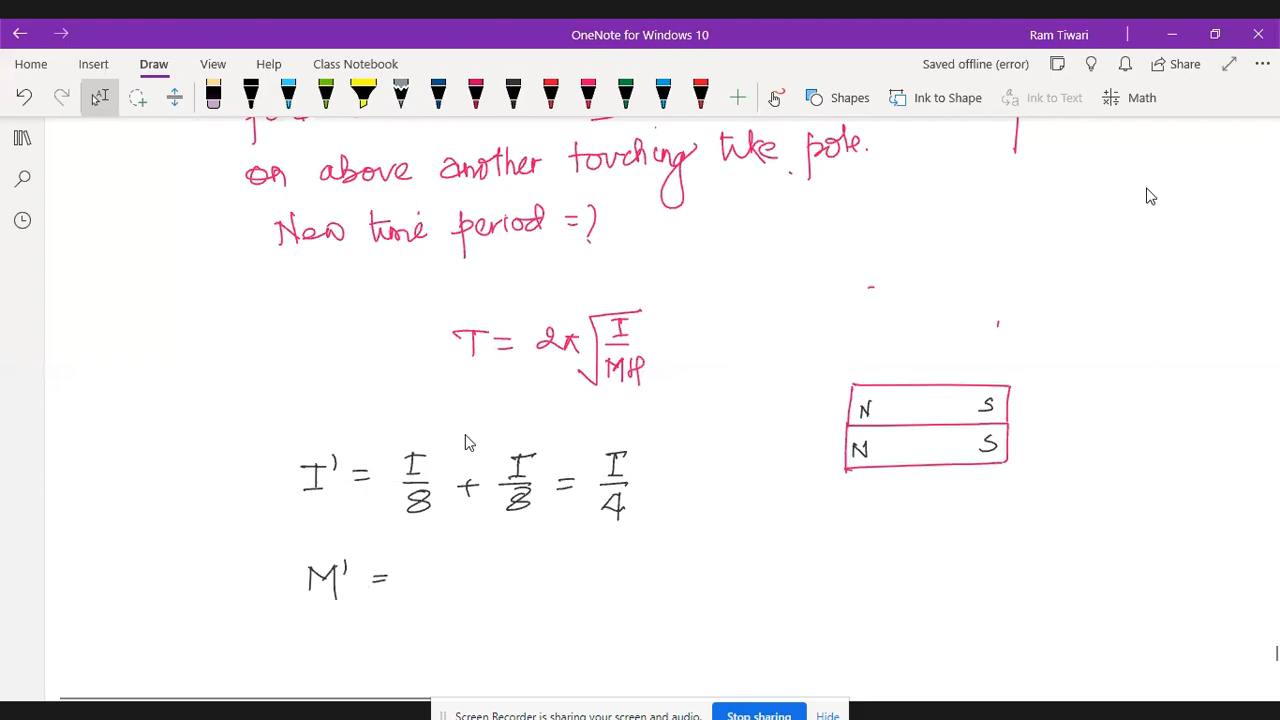 OneNote for Windows 10
Ram Tiwari
Home Insert Draw View Help Class Notebook
Saved offline (error)
Share
Shapes
Ink to Shape
Ink to Text
Math
on above another touching like pole.
New time period = ?
T = 2π√(I/MH)
N S
N S
I' = I/8 + I/8 = I/4
M' =
Screen Recorder is sharing your screen and audio. Stop sharing Hide